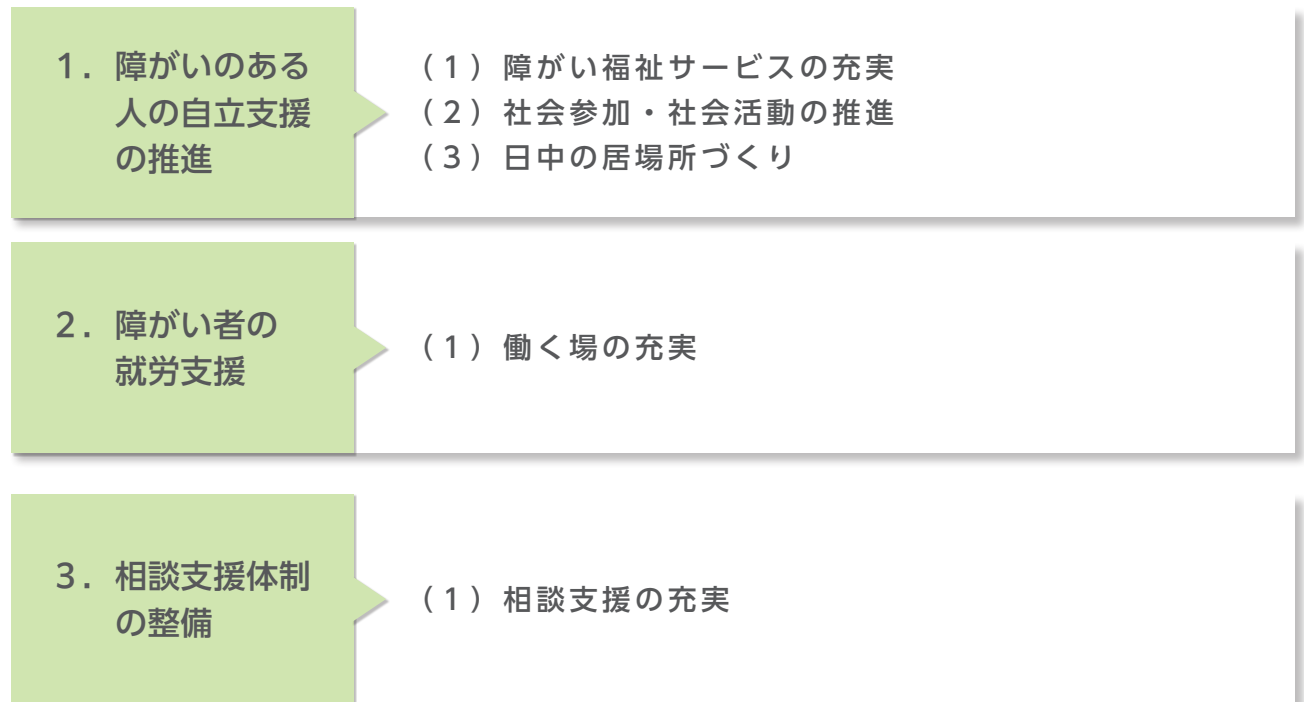 １．障がいのある
人の自立支援
の推進
（１）障がい福祉サービスの充実
（２）社会参加・社会活動の推進
（３）日中の居場所づくり
２．障がい者の
就労支援
（１）働く場の充実
３．相談支援体制
の整備
（１）相談支援の充実